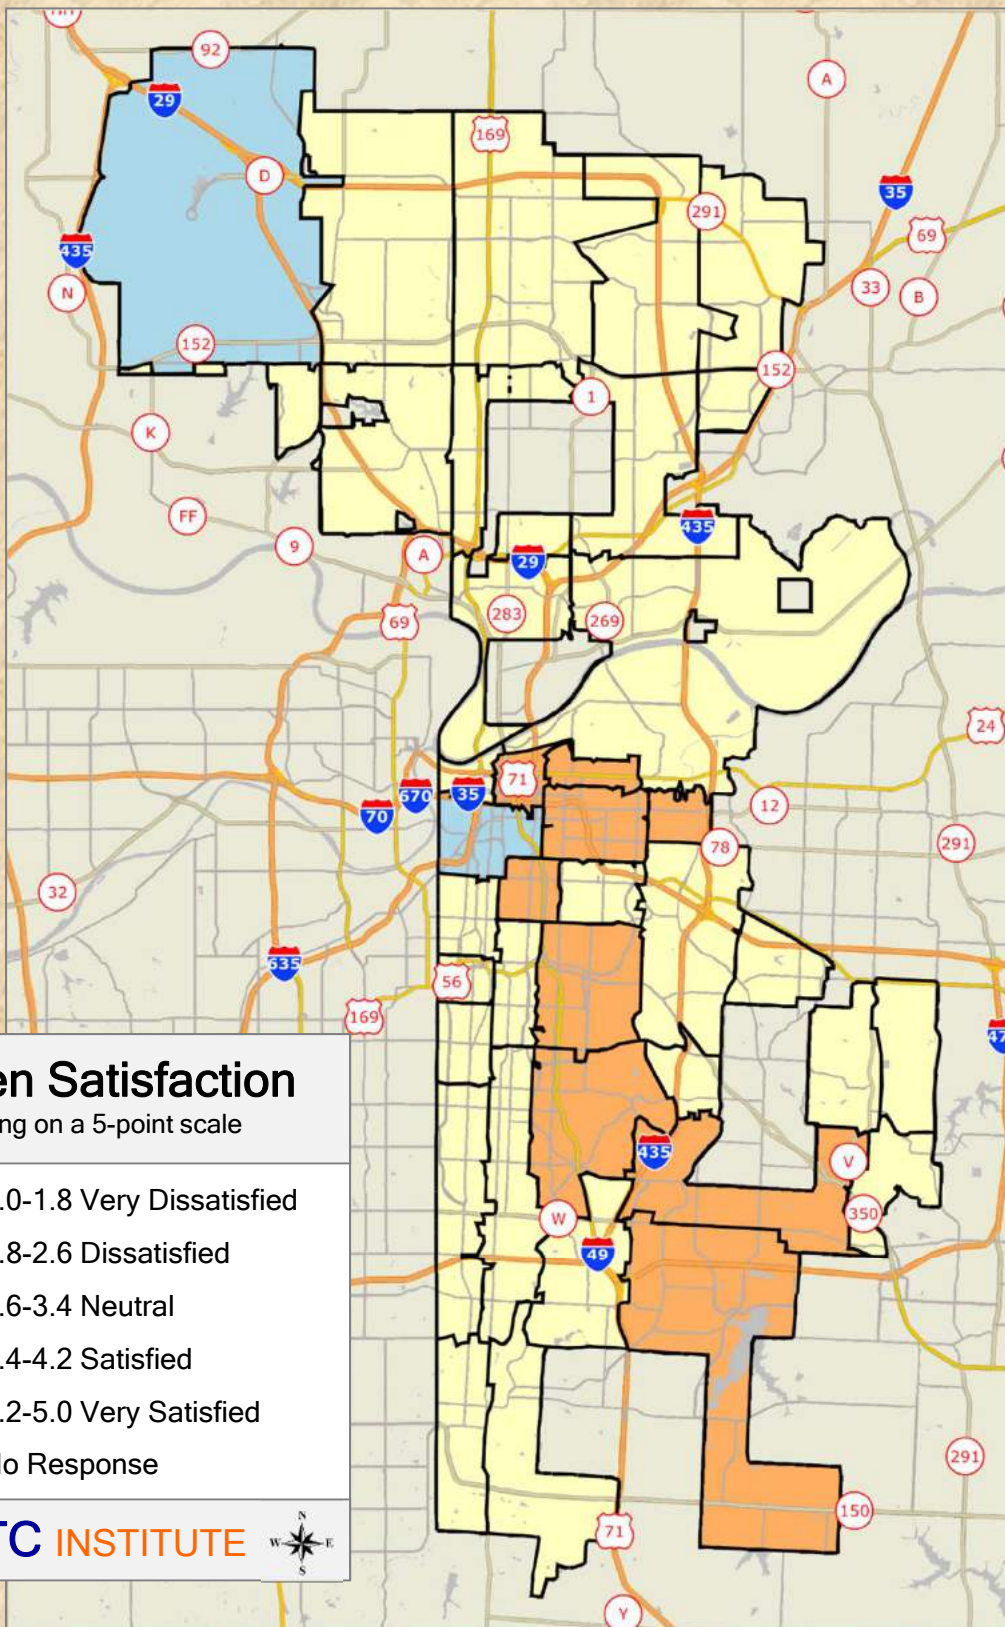 92
29
169
A
D
35
291
69
435
N
33
B
152
152
1
K
FF
9
A
29
435
69
283
269
24
71
670
35
70
12
78
291
32
635
56
169
47
en Satisfaction
ng on a 5-point scale
.0-1.8 Very Dissatisfied
.8-2.6 Dissatisfied
.6-3.4 Neutral
.4-4.2 Satisfied
.2-5.0 Very Satisfied
lo Response
TC INSTITUTE
N
W E
S
435
V
350
W
49
291
150
71
Y